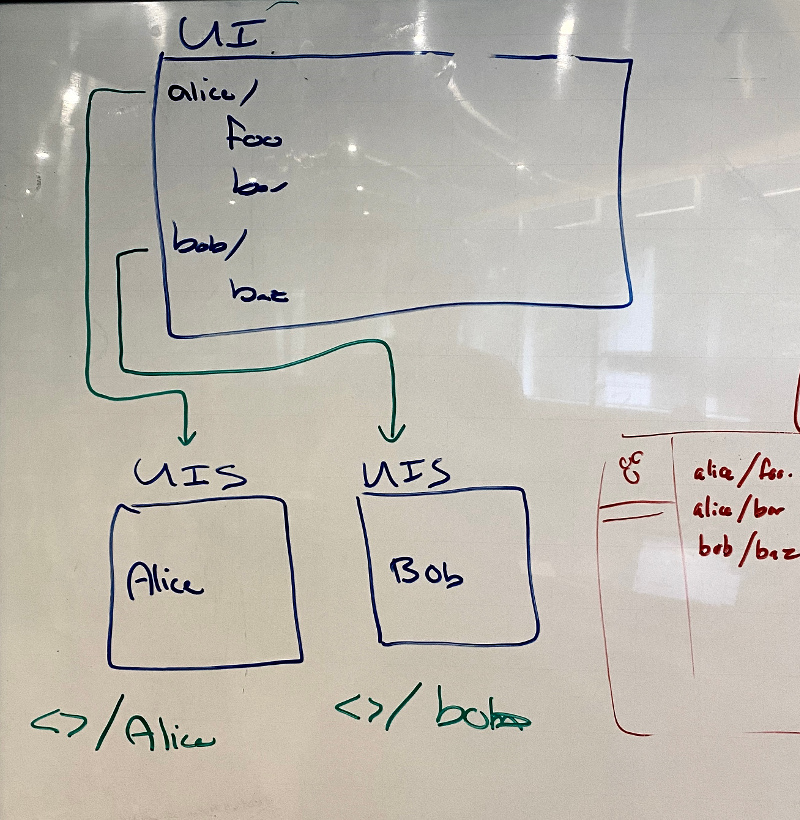 UI
alice/
foo
bar
bob/
baz
UIS
UIS
Alice
Bob
<>/Alice
<>/bob
alice/foo.
alice/bar
bob/baz